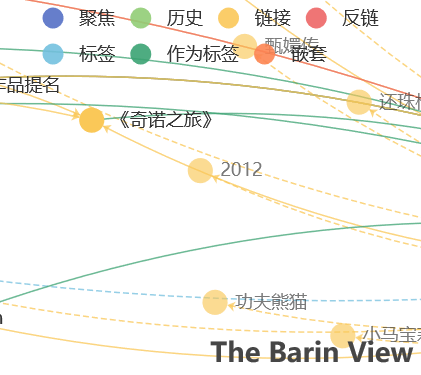 聚焦 历史 链接 反链
甄嬛传
标签 作为标签 嵌套
作品提名
还珠
《奇诺之旅》
2012
功夫熊猫
小马宝莉
The Barin View